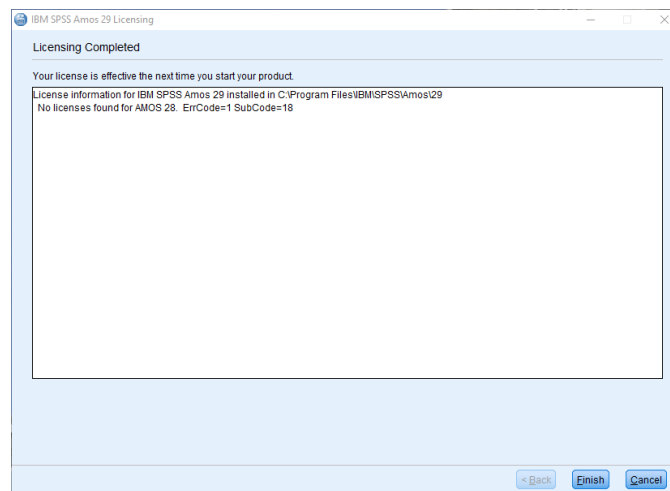 IBM SPSS Amos 29 Licensing
Licensing Completed
Your license is effective the next time you start your product.
License information for IBM SPSS Amos 29 installed in C:\Program Files\IBM\SPSS\Amos\29
No licenses found for AMOS 28. ErrCode=1 SubCode=18
< Back
Finish
Cancel